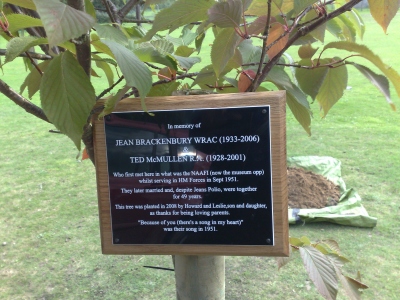 In memory of
JEAN BRACKENBURY WRAC (1933-2006)
&
TED McMULLEN R.A. (1928-2001)
Who first met here in what was the NAAFI (now the museum opp)
whilst serving in HM Forces in Sept 1951.
They later married and, despite Jeans Polio, were together
for 49 years.
This tree was planted in 2008 by Howard and Leslie,son and daughter,
as thanks for being loving parents.
"Because of you (there's a song in my heart)"
was their song in 1951.